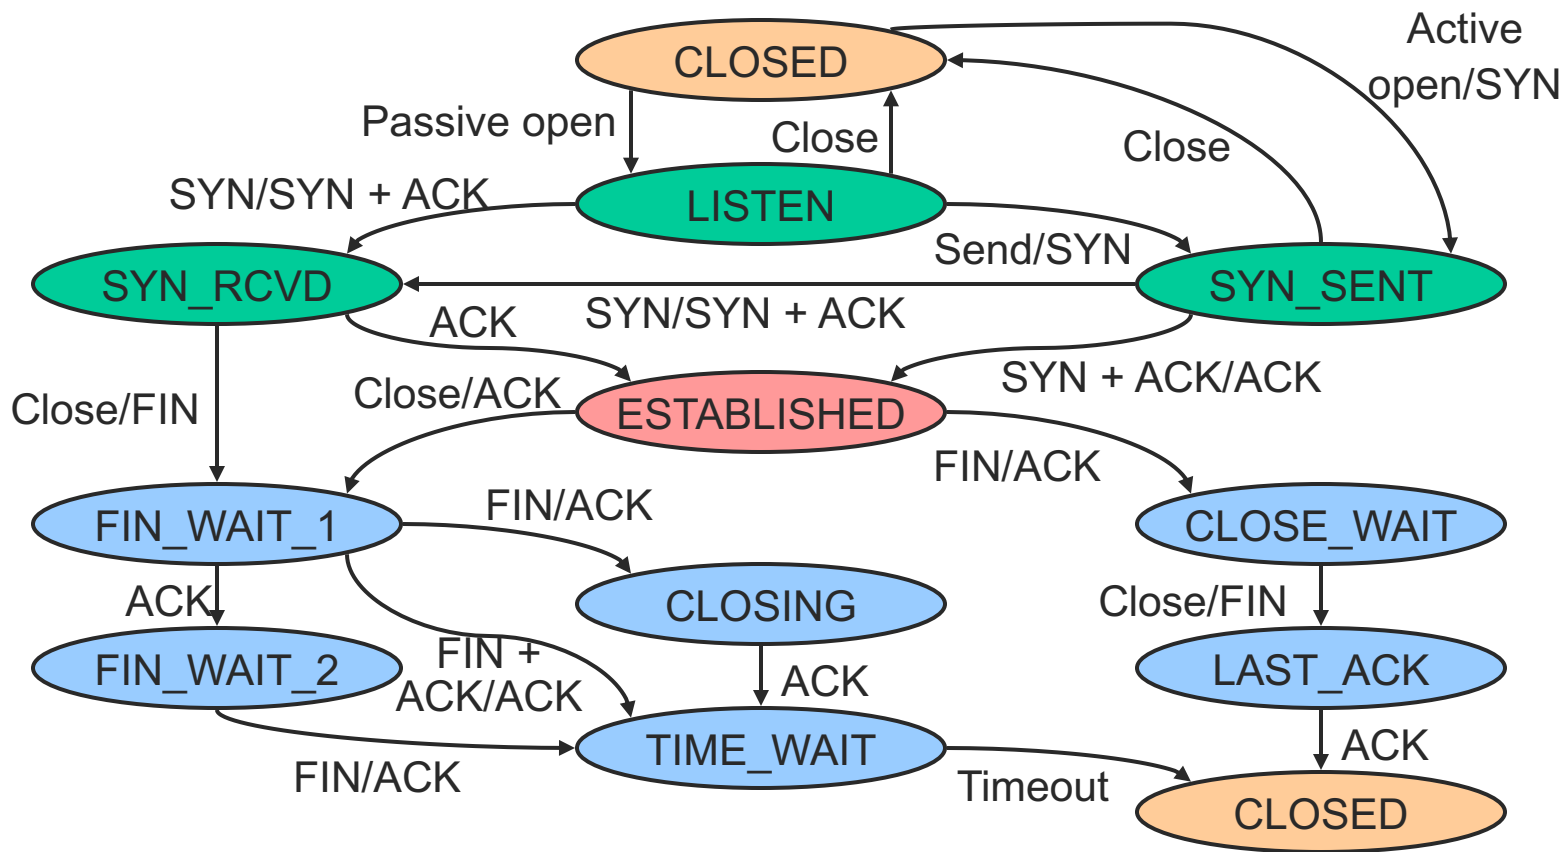 CLOSED
Active
open/SYN
Passive open
Close
Close
SYN/SYN + ACK
LISTEN
Send/SYN
SYN_RCVD
SYN_SENT
SYN/SYN + ACK
ACK
SYN + ACK/ACK
Close/FIN
Close/ACK
ESTABLISHED
FIN/ACK
FIN_WAIT_1
FIN/ACK
CLOSE_WAIT
ACK
CLOSING
Close/FIN
FIN_WAIT_2
FIN +
ACK/ACK
ACK
LAST_ACK
FIN/ACK
TIME_WAIT
Timeout
ACK
CLOSED